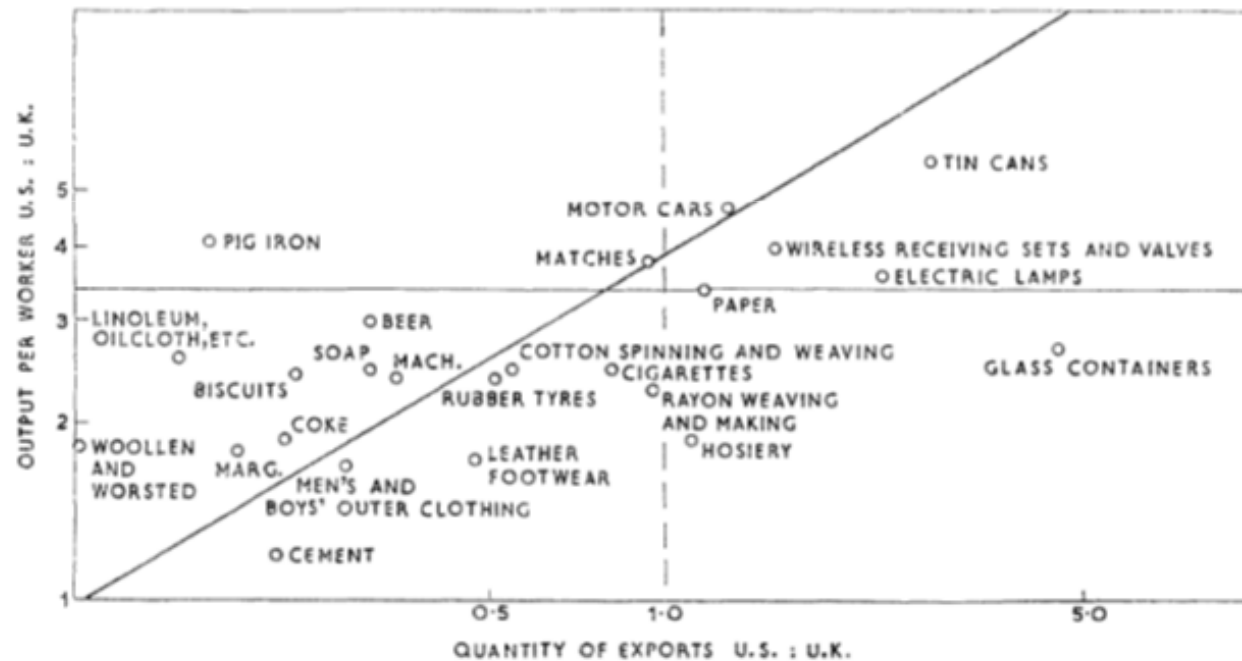 OUTPUT PER WORKER U.S. : U.K.
5
4
3
2
1
TIN CANS
MOTOR CARS
PIG IRON
MATCHES
WIRELESS RECEIVING SETS AND VALVES
ELECTRIC LAMPS
PAPER
LINOLEUM,
OILCLOTH, ETC.
BEER
SOAP
MACH.
COTTON SPINNING AND WEAVING
CIGARETTES
GLASS CONTAINERS
BISCUITS
RUBBER TYRES
RAYON WEAVING
AND MAKING
COKE
HOSIERY
WOOLLEN
AND
WORSTED
MARG.
LEATHER
FOOTWEAR
MEN'S AND
BOYS' OUTER CLOTHING
CEMENT
0·5
1·0
5·0
QUANTITY OF EXPORTS U.S. : U.K.